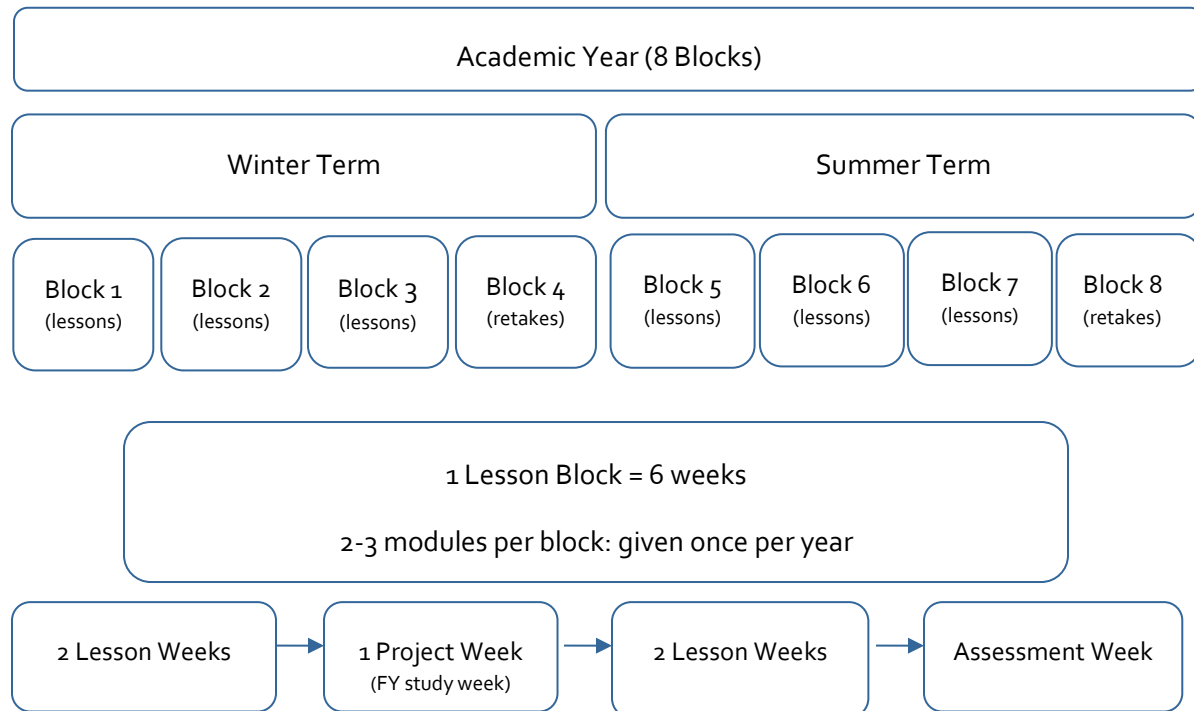 Academic Year (8 Blocks)
Winter Term
Summer Term
Block 1
(lessons)
Block 2
(lessons)
Block 3
(lessons)
Block 4
(retakes)
Block 5
(lessons)
Block 6
(lessons)
Block 7
(lessons)
Block 8
(retakes)
1 Lesson Block = 6 weeks
2-3 modules per block: given once per year
2 Lesson Weeks
1 Project Week
(FY study week)
2 Lesson Weeks
Assessment Week